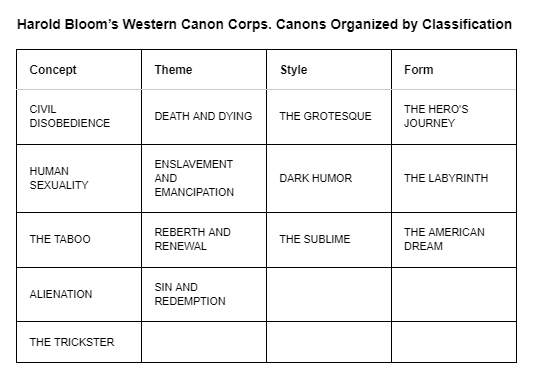 Harold Bloom's Western Canon Corps. Canons Organized by Classification
Concept Theme Style Form
CIVIL
DISOBEDIENCE
DEATH AND DYING
THE GROTESQUE
THE HERO'S
JOURNEY
HUMAN
SEXUALITY
ENSLAVEMENT
AND
EMANCIPATION
DARK HUMOR
THE LABYRINTH
THE TABOO
REBERTH AND
RENEWAL
THE SUBLIME
THE AMERICAN
DREAM
ALIENATION
SIN AND
REDEMPTION
THE TRICKSTER